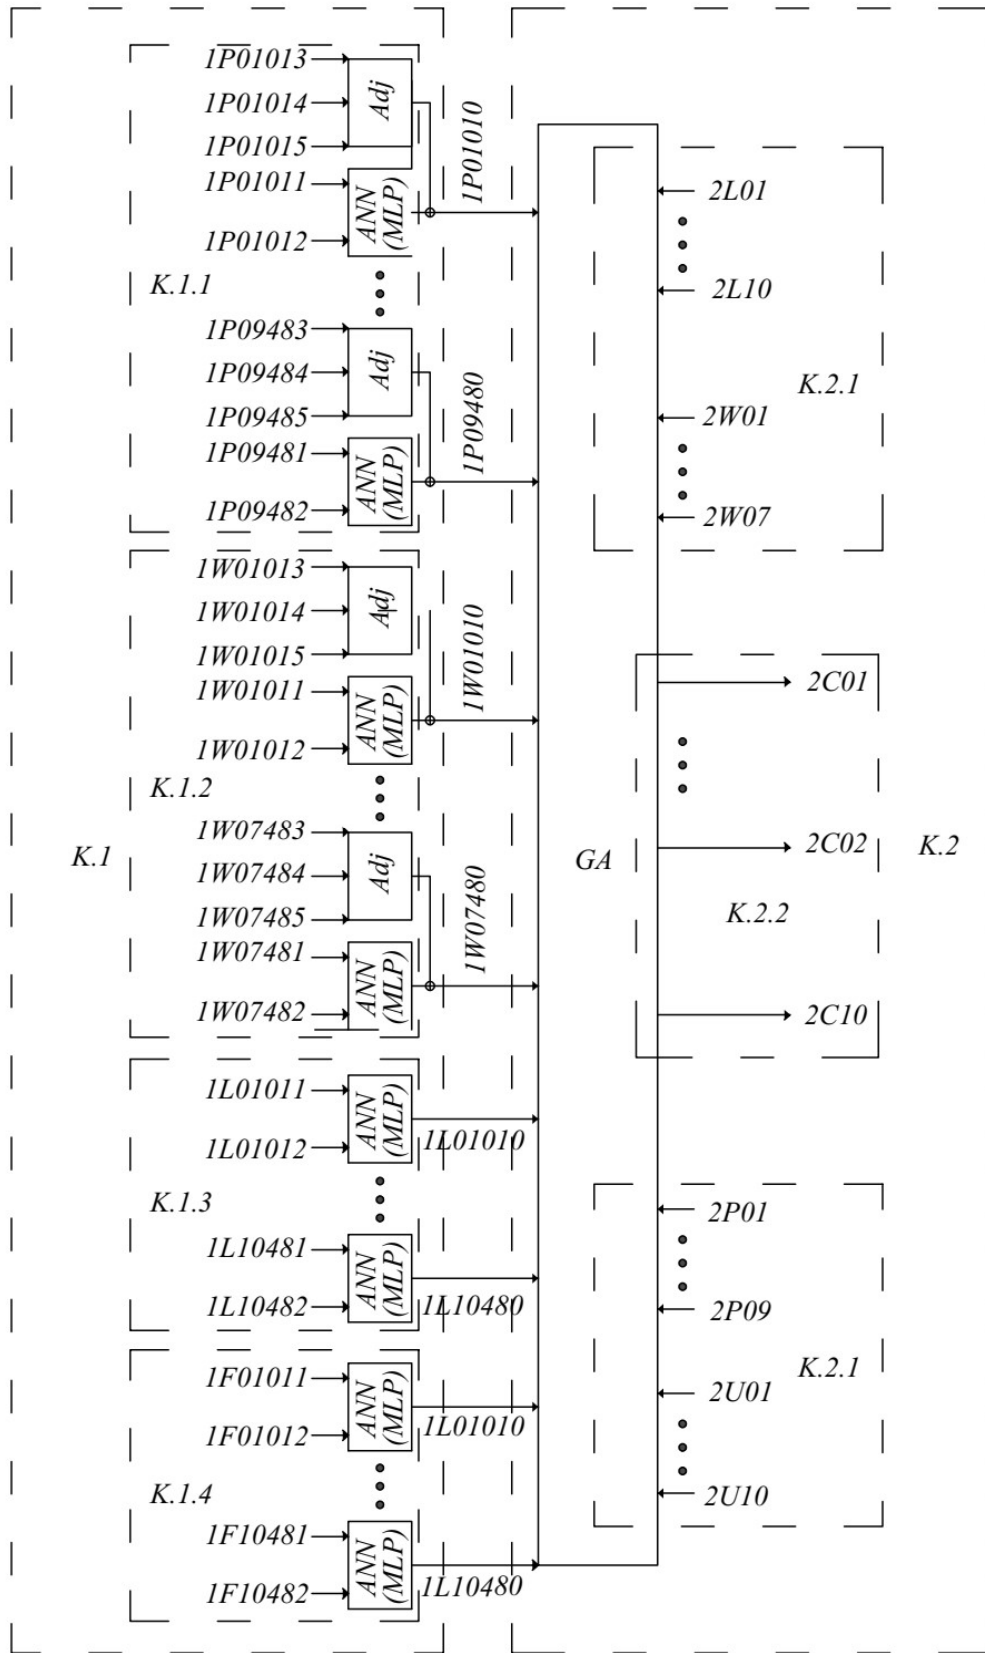 1P01013
1P01014
1P01015
Adj
1P01011
1P01012
ANN
(MLP)
1P01010
K.1.1
1P09483
1P09484
1P09485
Adj
1P09481
1P09482
ANN
(MLP)
1P09480
1W01013
1W01014
1W01015
Adj
1W01011
1W01012
ANN
(MLP)
1W01010
K.1.2
1W07483
1W07484
1W07485
Adj
1W07481
1W07482
ANN
(MLP)
1W07480
K.1
1L01011
1L01012
ANN
(MLP)
1L01010
K.1.3
1L10481
1L10482
ANN
(MLP)
1L10480
1F01011
1F01012
ANN
(MLP)
1L01010
K.1.4
1F10481
1F10482
ANN
(MLP)
1L10480
GA
2L01
2L10
K.2.1
2W01
2W07
2C01
2C02
K.2
K.2.2
2C10
2P01
2P09
K.2.1
2U01
2U10